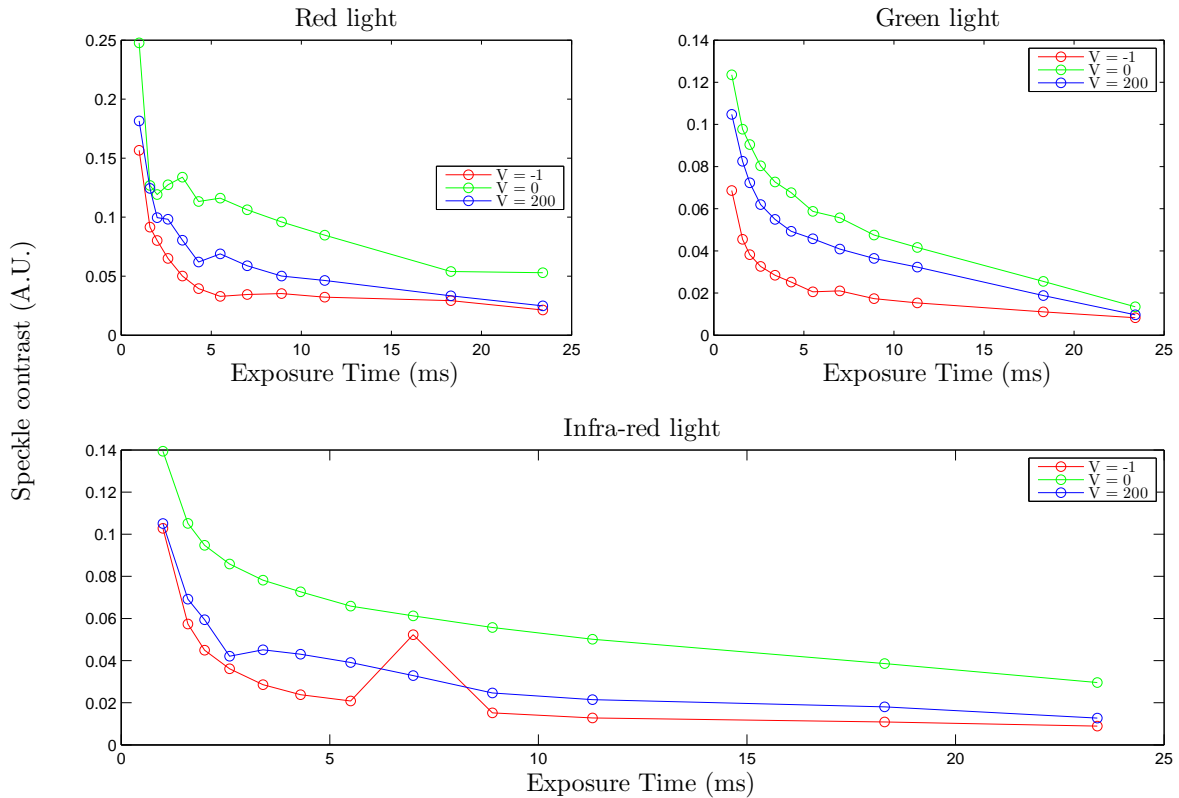 Speckle contrast (A.U.)
Red light
0.25
0.2
0.15
0.1
0.05
0
0 5 10 15 20 25
Exposure Time (ms)
V = -1
V = 0
V = 200
Green light
0.14
0.12
0.1
0.08
0.06
0.04
0.02
0
0 5 10 15 20 25
Exposure Time (ms)
V = -1
V = 0
V = 200
Infra-red light
0.14
0.12
0.1
0.08
0.06
0.04
0.02
0
0 5 10 15 20 25
Exposure Time (ms)
V = -1
V = 0
V = 200